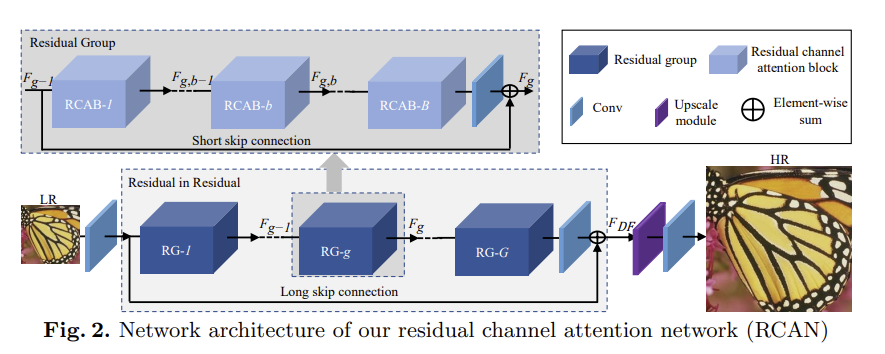 Residual Group
F_{g-1}
RCAB-1
F_{g,b-1}
RCAB-b
F_{g,b}
RCAB-B
F_g
Short skip connection
Residual group
Residual channel
attention block
Conv
Upscale
module
Element-wise
sum
Residual in Residual
LR
RG-1
F_{g-1}
RG-g
F_g
RG-G
F_{DF}
HR
Long skip connection
Fig. 2. Network architecture of our residual channel attention network (RCAN)